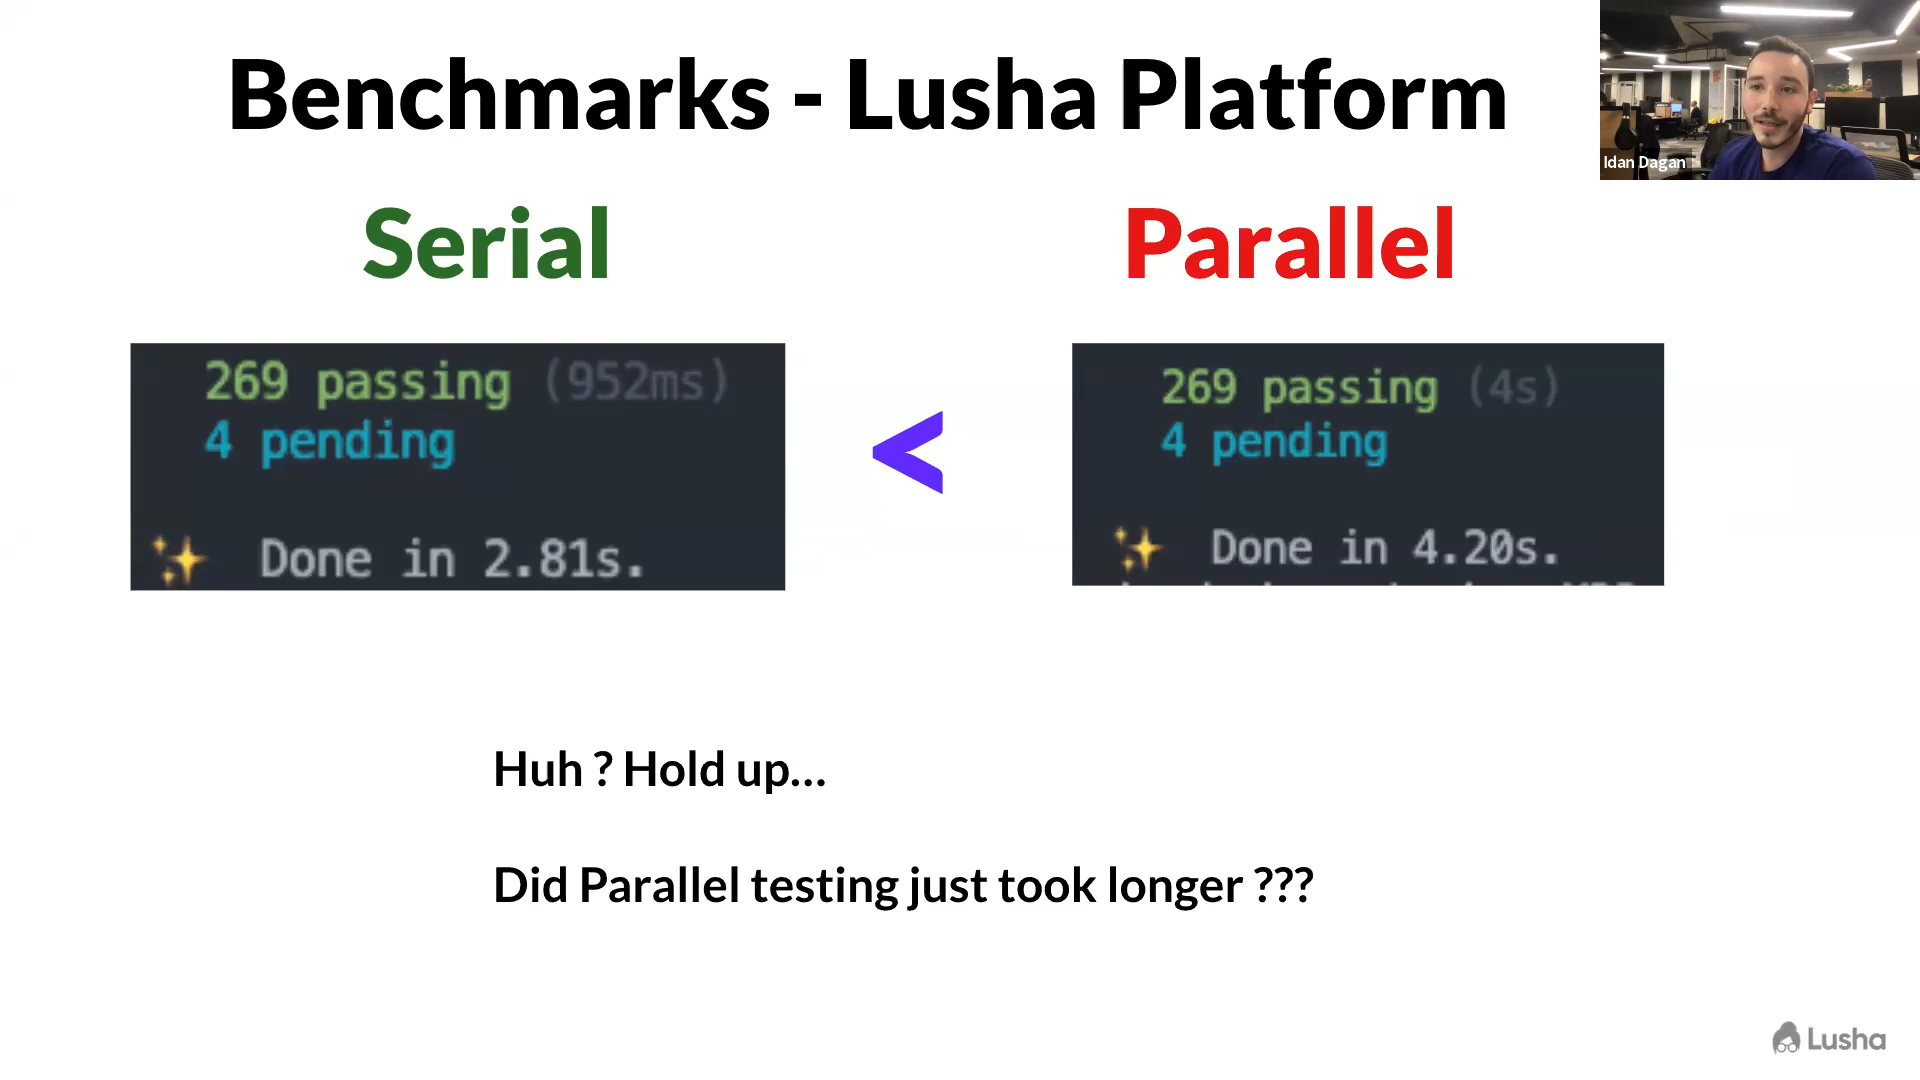 Benchmarks - Lusha Platform
Idan Dagan
Serial
Parallel
269 passing (952ms)
4 pending
✨ Done in 2.81s.
<
269 passing (4s)
4 pending
✨ Done in 4.20s.
Huh ? Hold up...
Did Parallel testing just took longer ???
Lusha